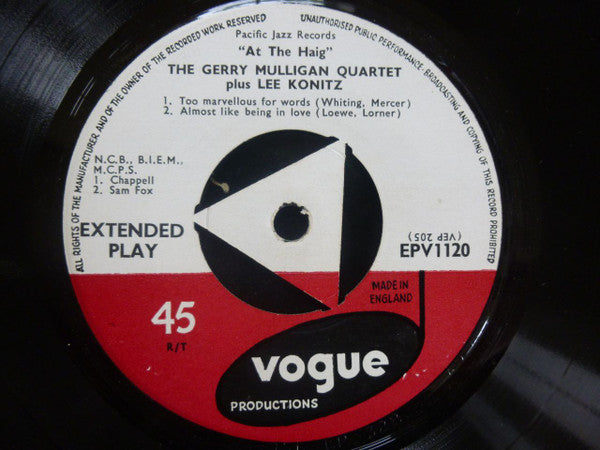 ALL RIGHTS OF THE MANUFACTURER AND OF THE OWNER OF THE RECORDED WORK RESERVED
UNAUTHORISED PUBLIC PERFORMANCE, BROADCASTING AND COPYING OF THIS RECORD PROHIBITED
Pacific Jazz Records
"At The Haig"
THE GERRY MULLIGAN QUARTET
plus LEE KONITZ
1. Too marvellous for words (Whiting, Mercer)
2. Almost like being in love (Loewe, Lorner)
N.C.B., B.I.E.M.,
M.C.P.S.
1. Chappell
2. Sam Fox
EXTENDED
PLAY
(VEP 205)
EPV1120
45
R/T
MADE IN
ENGLAND
vogue
PRODUCTIONS